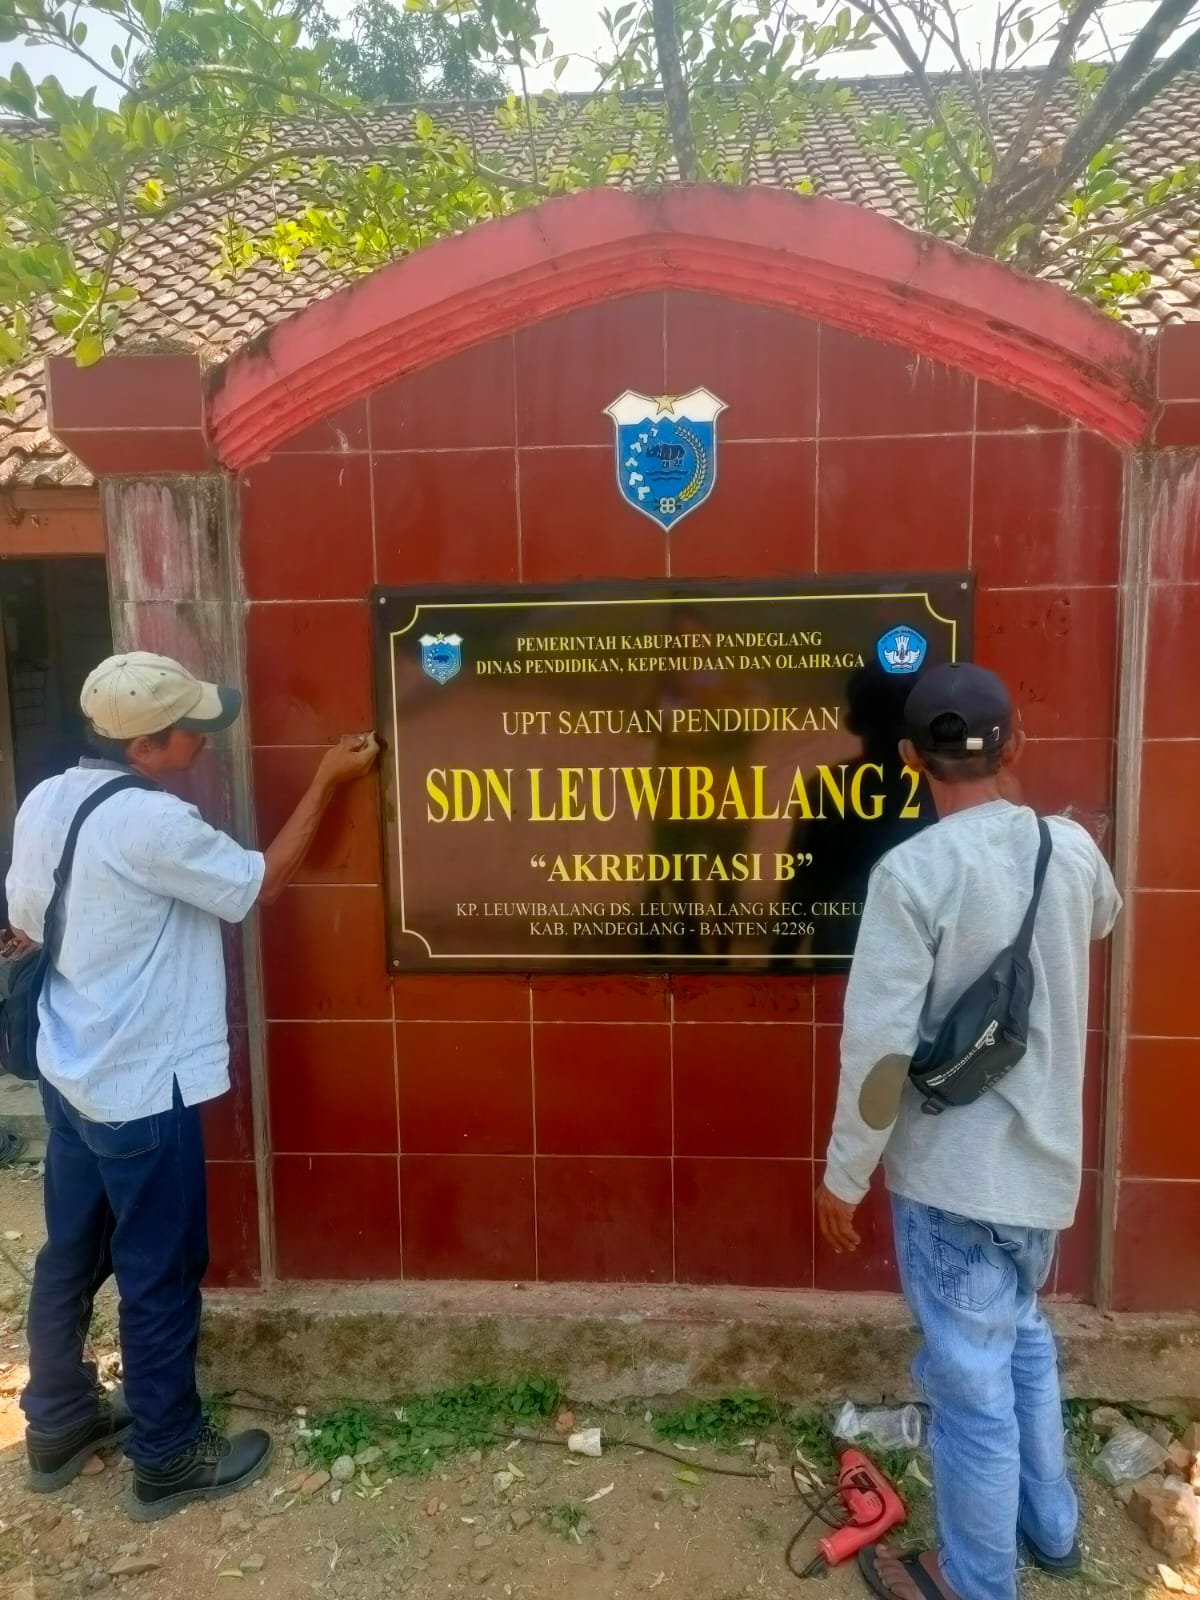 PEMERINTAH KABUPATEN PANDEGLANG
DINAS PENDIDIKAN, KEPEMUDAAN DAN OLAHRAGA
UPT SATUAN PENDIDIKAN
SDN LEUWIBALANG 2
“AKREDITASI B”
KP. LEUWIBALANG DS. LEUWIBALANG KEC. CIKEU
KAB. PANDEGLANG - BANTEN 42286